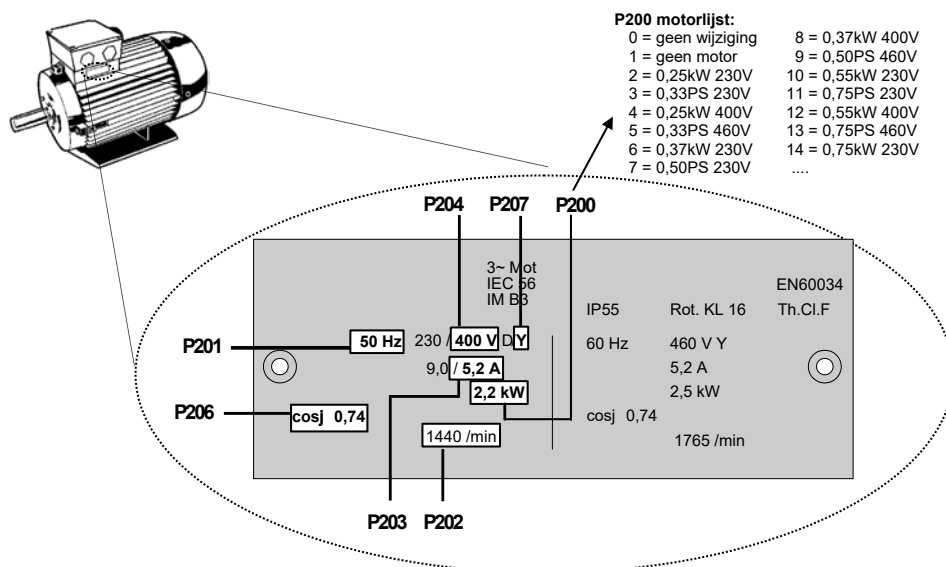 P200 motorlijst:
0 = geen wijziging 8 = 0,37kW 400V
1 = geen motor 9 = 0,50PS 460V
2 = 0,25kW 230V 10 = 0,55kW 230V
3 = 0,33PS 230V 11 = 0,75PS 230V
4 = 0,25kW 400V 12 = 0,55kW 400V
5 = 0,33PS 460V 13 = 0,75PS 460V
6 = 0,37kW 230V 14 = 0,75kW 230V
7 = 0,50PS 230V ....
P204 P207 P200
3~ Mot
IEC 56
IM B3
EN60034
IP55 Rot. KL 16 Th.Cl.F
P201 50 Hz 230 / 400 V D Y 60 Hz 460 V Y
9,0 / 5,2 A 5,2 A
2,2 kW 2,5 kW
P206 cosj 0,74 cosj 0,74
1440 /min 1765 /min
P203 P202